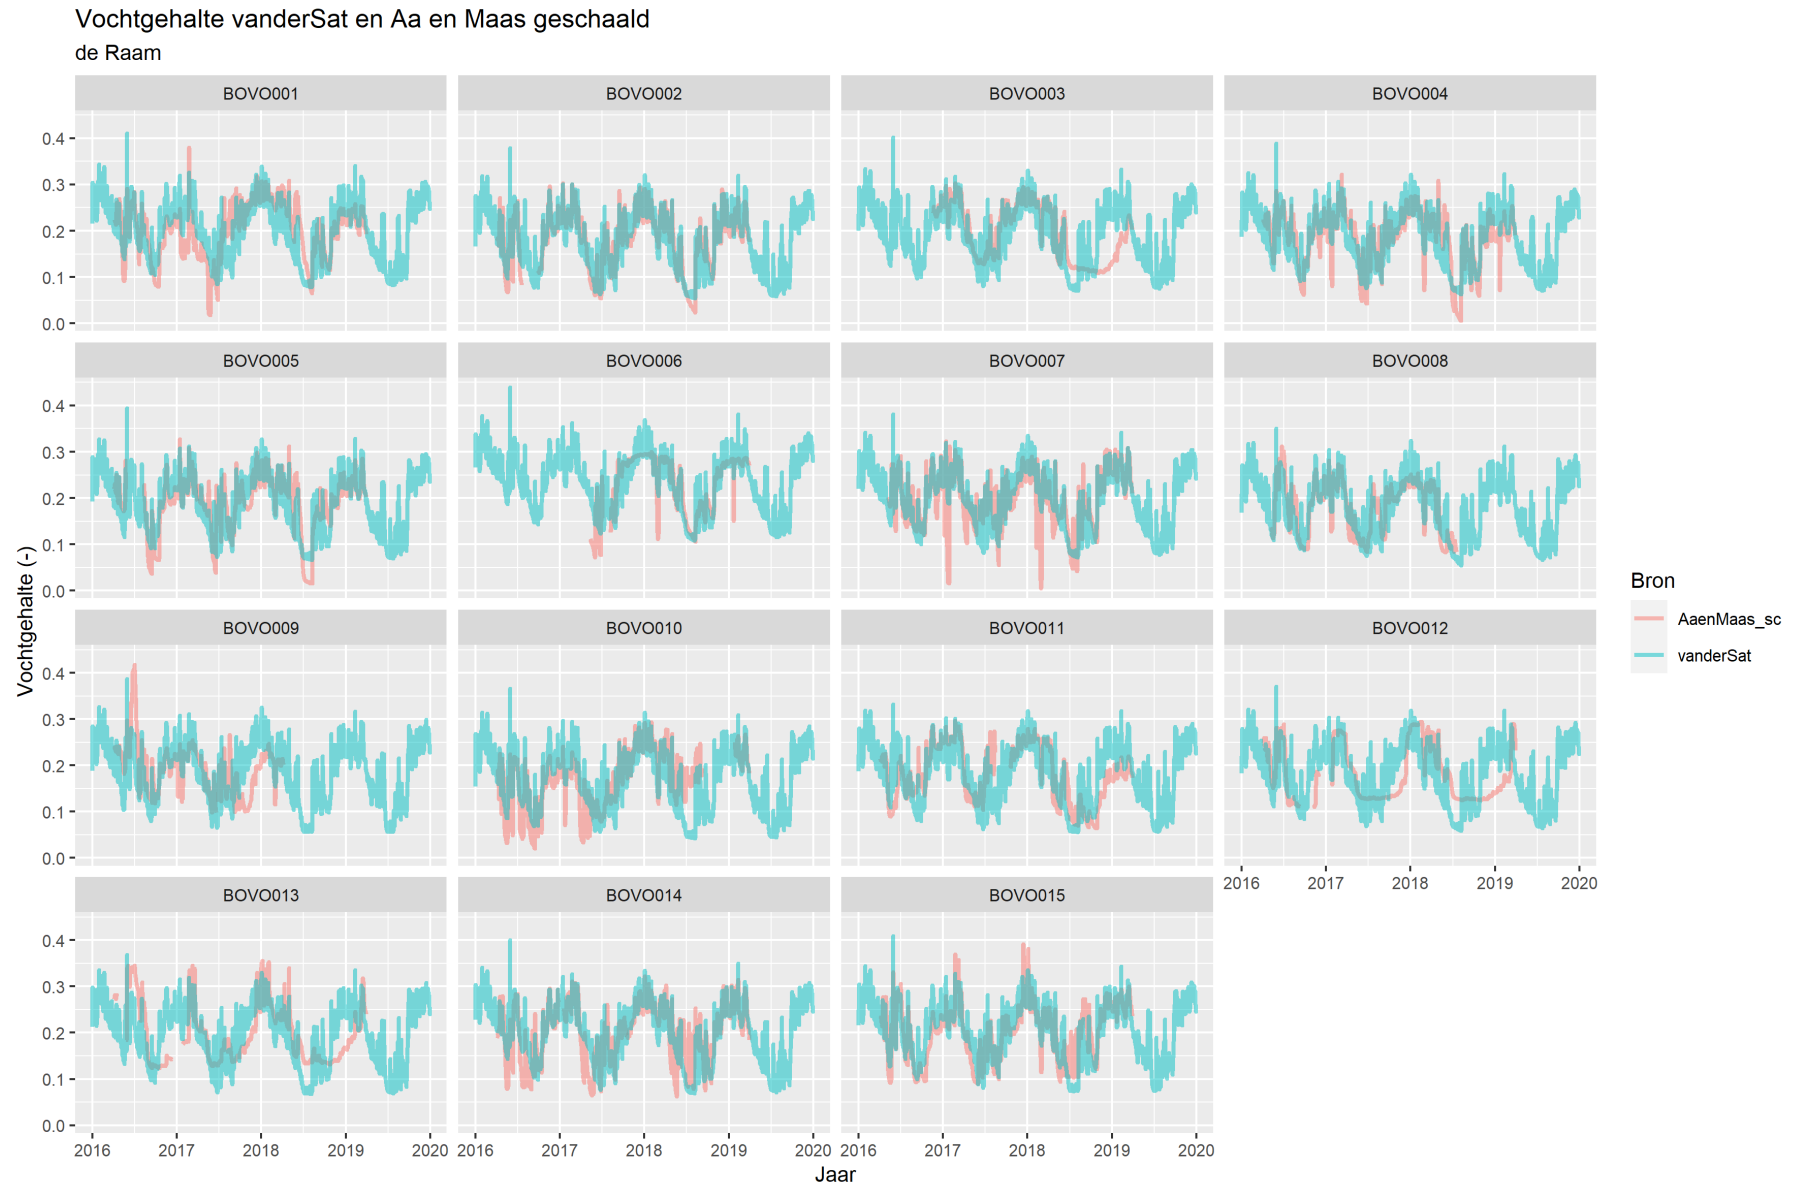 Vochtgehalte vanderSat en Aa en Maas geschaald
de Raam
BOVO001 BOVO002 BOVO003 BOVO004
0.4
0.3
0.2
0.1
0.0
BOVO005 BOVO006 BOVO007 BOVO008
0.4
0.3
0.2
0.1
0.0
BOVO009 BOVO010 BOVO011 BOVO012
0.4
0.3
0.2
0.1
0.0
2016 2017 2018 2019 2020
BOVO013 BOVO014 BOVO015
0.4
0.3
0.2
0.1
0.0
2016 2017 2018 2019 2020 2016 2017 2018 2019 2020 2016 2017 2018 2019 2020
Jaar
Vochtgehalte (-)
Bron
AaenMaas_sc
vanderSat